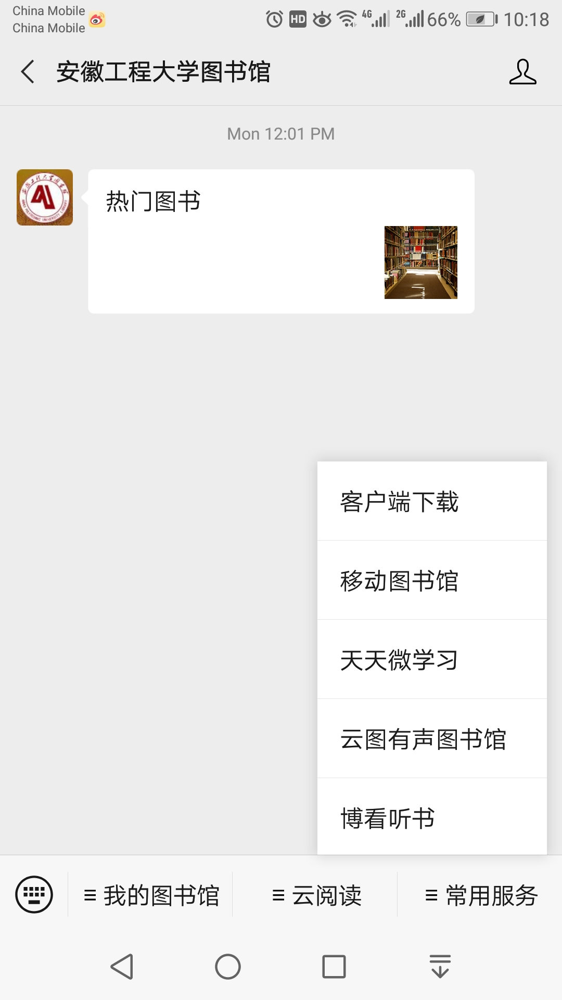 China Mobile
China Mobile
HD
4G
2G
66%
10:18
安徽工程大学图书馆
Mon 12:01 PM
热门图书
客户端下载
移动图书馆
天天微学习
云图有声图书馆
博看听书
我的图书馆
云阅读
常用服务